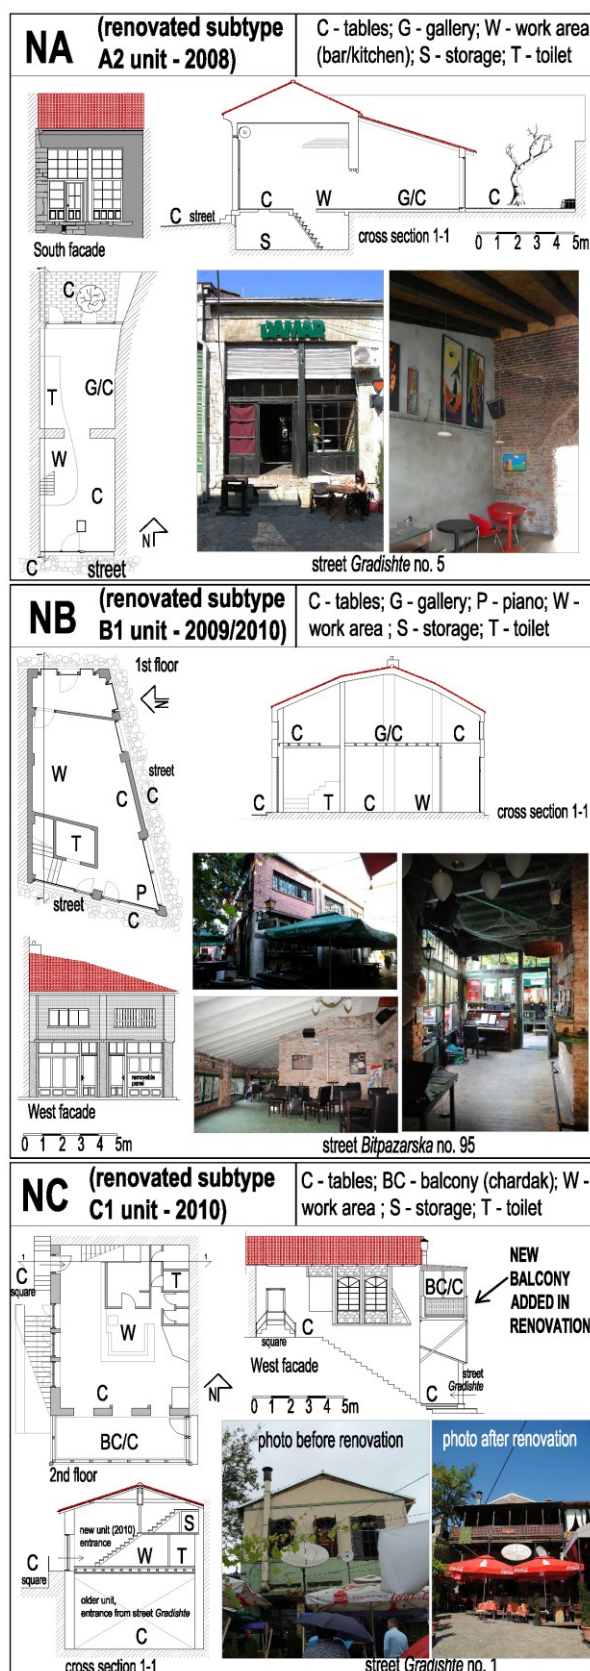 NA
(renovated subtype
A2 unit - 2008)
C - tables; G - gallery; W - work area
(bar/kitchen); S - storage; T - toilet
South facade
C street
C
W
G/C
C
S
cross section 1-1
0 1 2 3 4 5m
C
T
G/C
W
C
N
C
street
DAMAR
street Gradishte no. 5
NB
(renovated subtype
B1 unit - 2009/2010)
C - tables; G - gallery; P - piano; W -
work area ; S - storage; T - toilet
1st floor
N
W
street
C
C
T
P
street
C
C
G/C
C
C
T
C
W
cross section 1-1
West facade
removable
panel
0 1 2 3 4 5m
street Bitpazarska no. 95
NC
(renovated subtype
C1 unit - 2010)
C - tables; BC - balcony (chardak); W -
work area ; S - storage; T - toilet
1
1
C
square
T
W
C
BC/C
N
2nd floor
BC/C
NEW
BALCONY
ADDED IN
RENOVATION
C
square
West facade
street
Gradishte
C
0 1 2 3 4 5m
photo before renovation
photo after renovation
new unit (2010)
entrance
S
C
square
W
T
older unit,
entrance from street Gradishte
C
cross section 1-1
street Gradishte no. 1